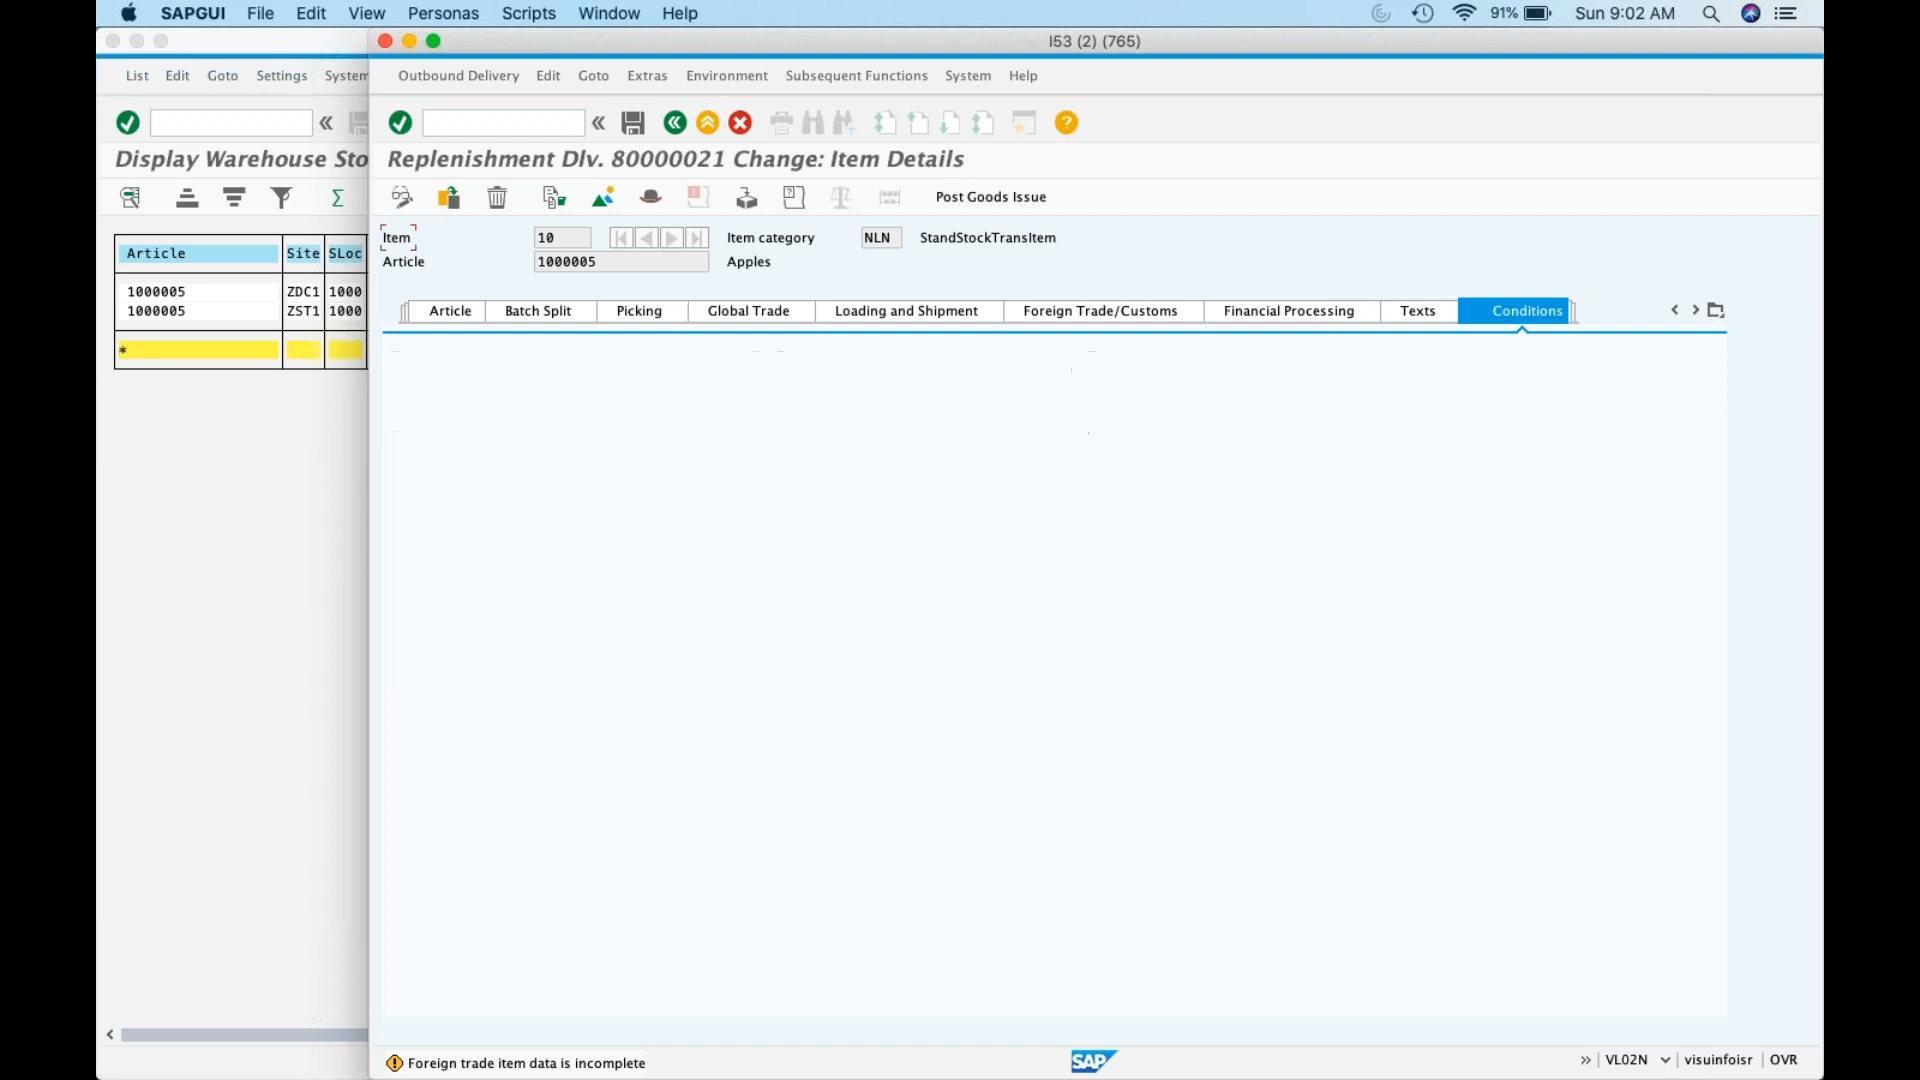 SAPGUI File Edit View Personas Scripts Window Help 91% Sun 9:02 AM
I53 (2) (765)
List Edit Goto Settings System
Outbound Delivery Edit Goto Extras Environment Subsequent Functions System Help
Display Warehouse Sto
Replenishment Dlv. 80000021 Change: Item Details
Post Goods Issue
Item 10 Item category NLN StandStockTransItem
Article 1000005 Apples
Article Site SLoc
1000005 ZDC1 1000
1000005 ZST1 1000
*
Article Batch Split Picking Global Trade Loading and Shipment Foreign Trade/Customs Financial Processing Texts Conditions
Foreign trade item data is incomplete
SAP
VL02N visuinfoisr OVR